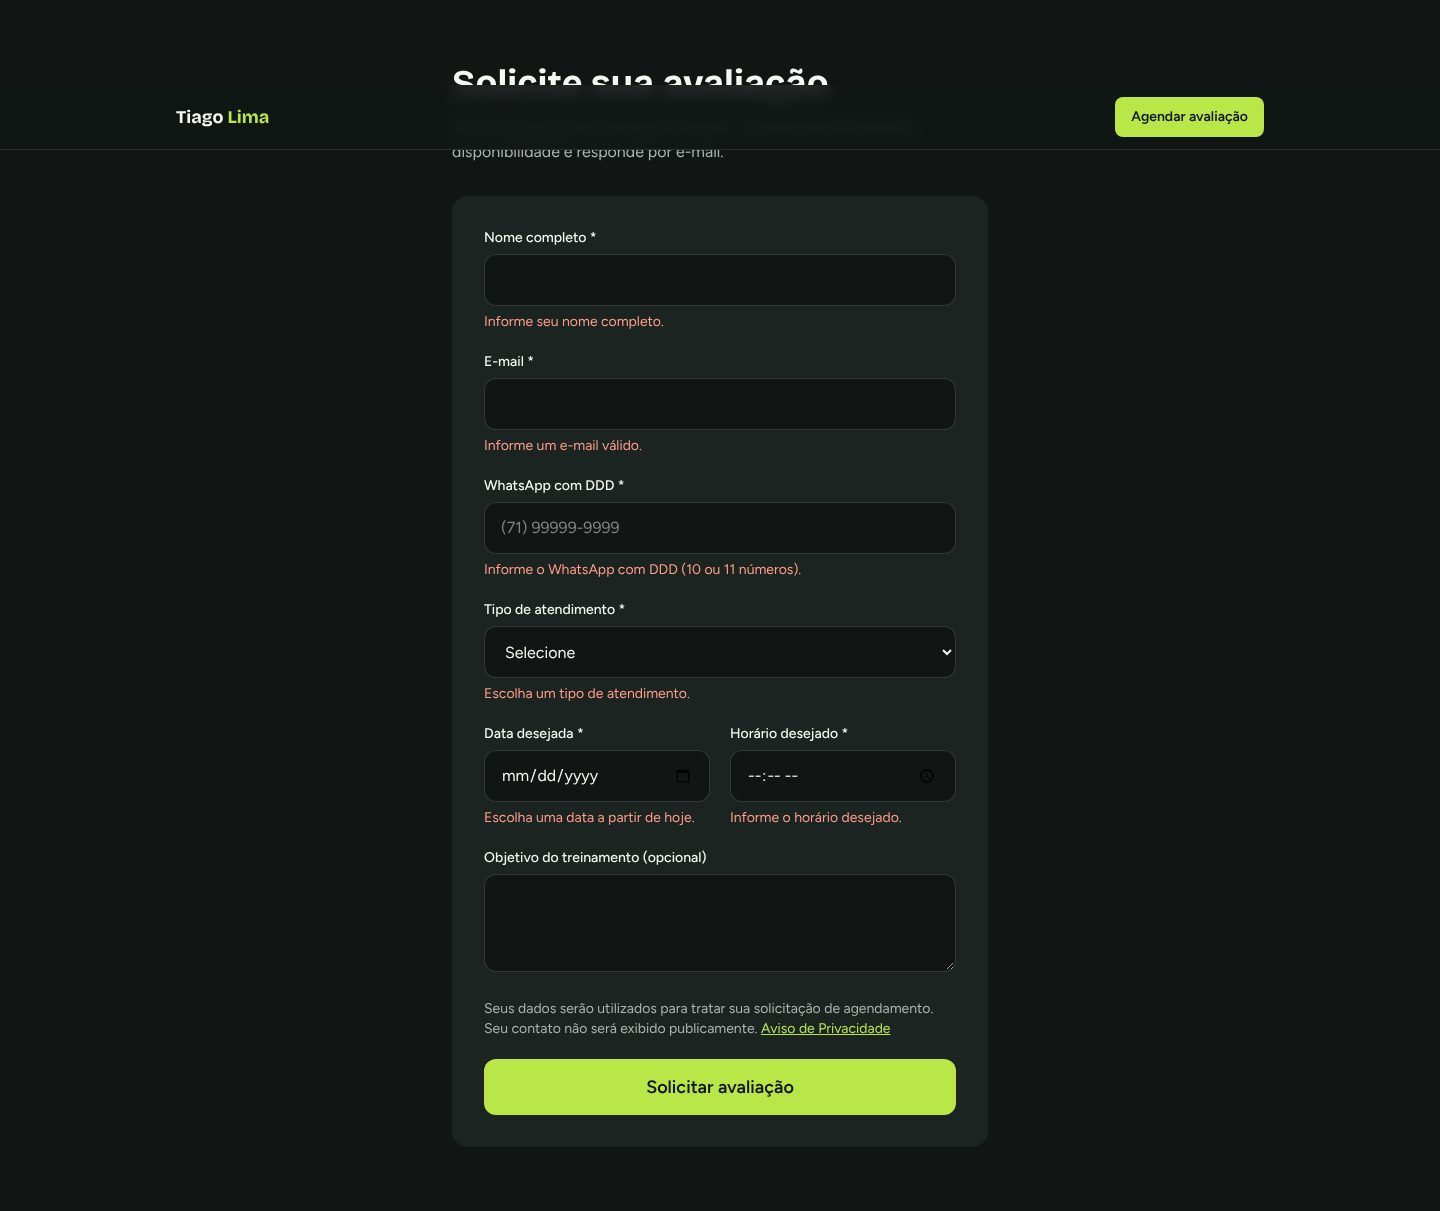 Solicite sua avaliação
Tiago Lima
Agendar avaliação
disponibilidade e responde por e-mail.
Nome completo *
Informe seu nome completo.
E-mail *
Informe um e-mail válido.
WhatsApp com DDD *
(71) 99999-9999
Informe o WhatsApp com DDD (10 ou 11 números).
Tipo de atendimento *
Selecione
Escolha um tipo de atendimento.
Data desejada *
Horário desejado *
mm/dd/yyyy
--:-- --
Escolha uma data a partir de hoje.
Informe o horário desejado.
Objetivo do treinamento (opcional)
Seus dados serão utilizados para tratar sua solicitação de agendamento.
Seu contato não será exibido publicamente. Aviso de Privacidade
Solicitar avaliação